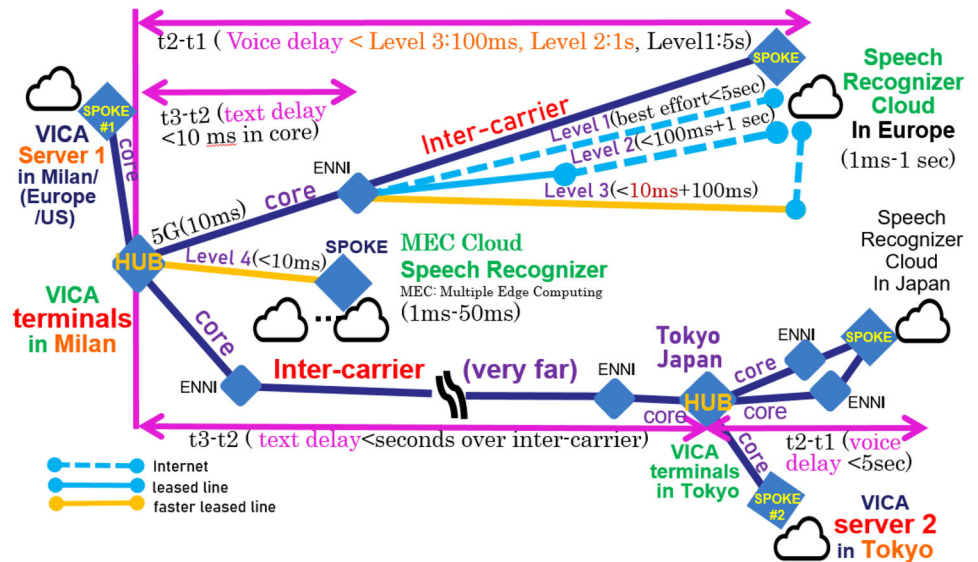 t2-t1 ( Voice delay < Level 3:100ms, Level 2:1s, Level1:5s)
SPOKE
SPOKE
#1
VICA
Server 1
in Milan/
(Europe
/US)
core
t3-t2 (text delay
<10 ms in core)
Inter-carrier
Level 1(best effort<5sec)
Level 2(<100ms+1 sec)
Level 3(<10ms+100ms)
Speech
Recognizer
Cloud
In Europe
(1ms-1 sec)
ENNI
core
5G(10ms)
HUB
Level 4(<10ms)
SPOKE
MEC Cloud
Speech Recognizer
MEC: Multiple Edge Computing
(1ms-50ms)
...
Speech
Recognizer
Cloud
In Japan
VICA
terminals
in Milan
core
ENNI
Inter-carrier
(very far)
ENNI
Tokyo
Japan
HUB
core
core
ENNI
SPOKE
core
ENNI
t3-t2 ( text delay<seconds over inter-carrier)
t2-t1 (voice
delay <5sec)
VICA
terminals
in Tokyo
core
SPOKE
#2
VICA
server 2
in Tokyo
Internet
leased line
faster leased line